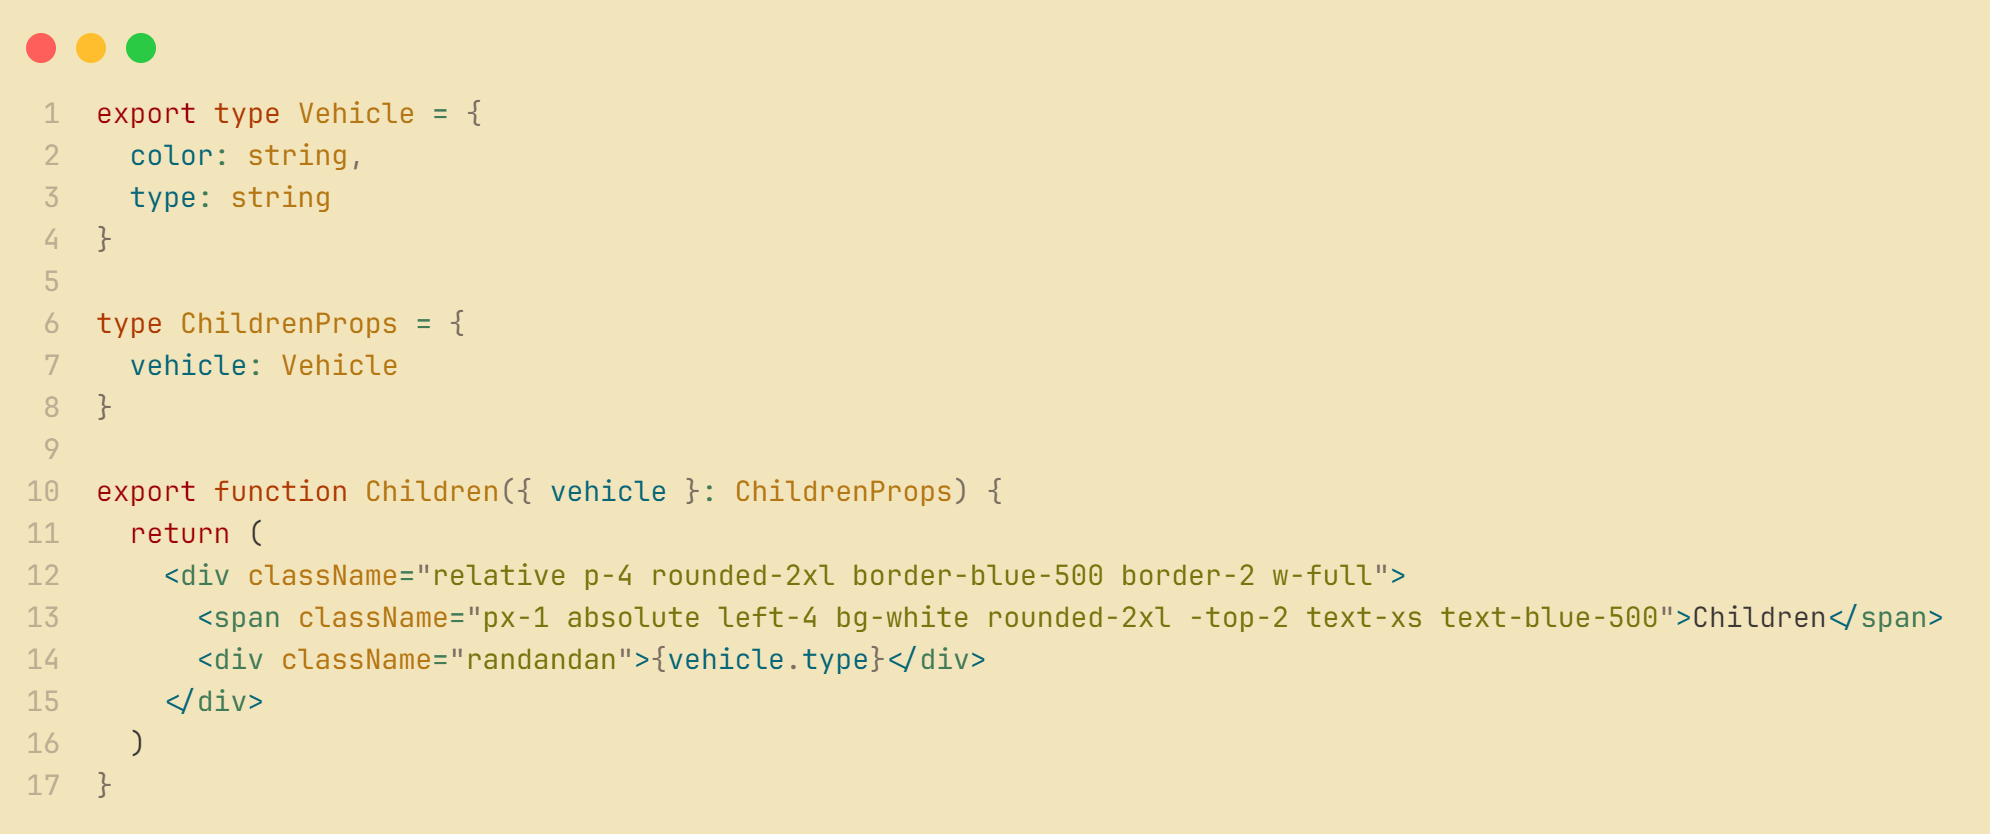 1 export type Vehicle = {
2   color: string,
3   type: string
4 }
5
6 type ChildrenProps = {
7   vehicle: Vehicle
8 }
9
10 export function Children({ vehicle }: ChildrenProps) {
11   return (
12     <div className="relative p-4 rounded-2xl border-blue-500 border-2 w-full">
13       <span className="px-1 absolute left-4 bg-white rounded-2xl -top-2 text-xs text-blue-500">Children</span>
14       <div className="randandan">{vehicle.type}</div>
15     </div>
16   )
17 }